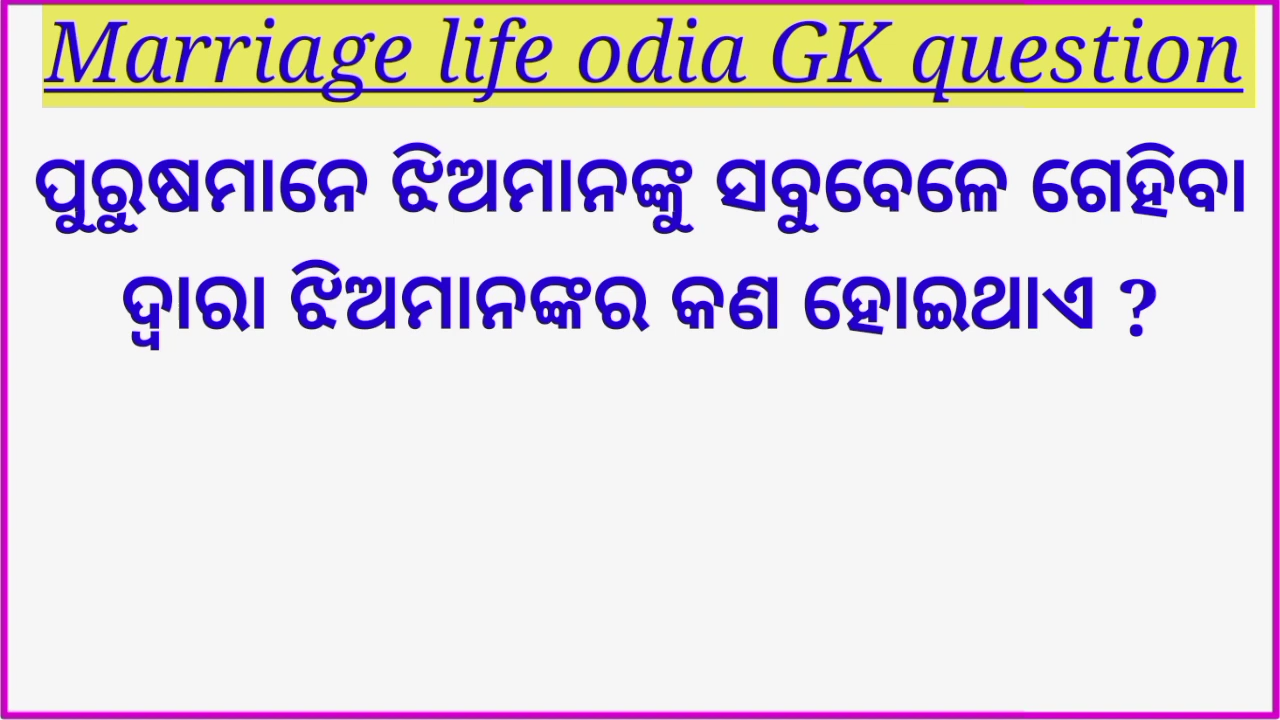 Marriage life odia GK question
ପୁରୁଷମାନେ ଝିଅମାନଙ୍କୁ ସବୁବେଳେ ଗେହିବା
ଦ୍ଵାରା ଝିଅମାନଙ୍କର କଣ ହୋଇଥାଏ ?